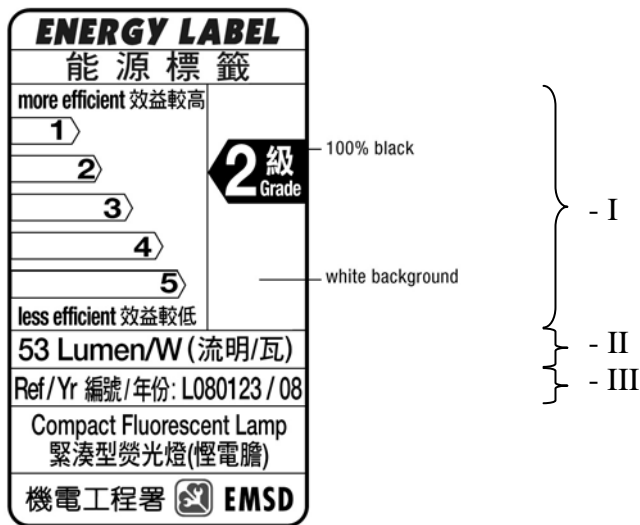 ENERGY LABEL
能源標籤
more efficient 效益較高
1
2
3
4
5
less efficient 效益較低
2級
Grade
100% black
white background
- I
53 Lumen/W (流明/瓦)
- II
Ref/Yr 編號/年份: L080123 / 08
- III
Compact Fluorescent Lamp
緊湊型熒光燈(慳電膽)
機電工程署 EMSD